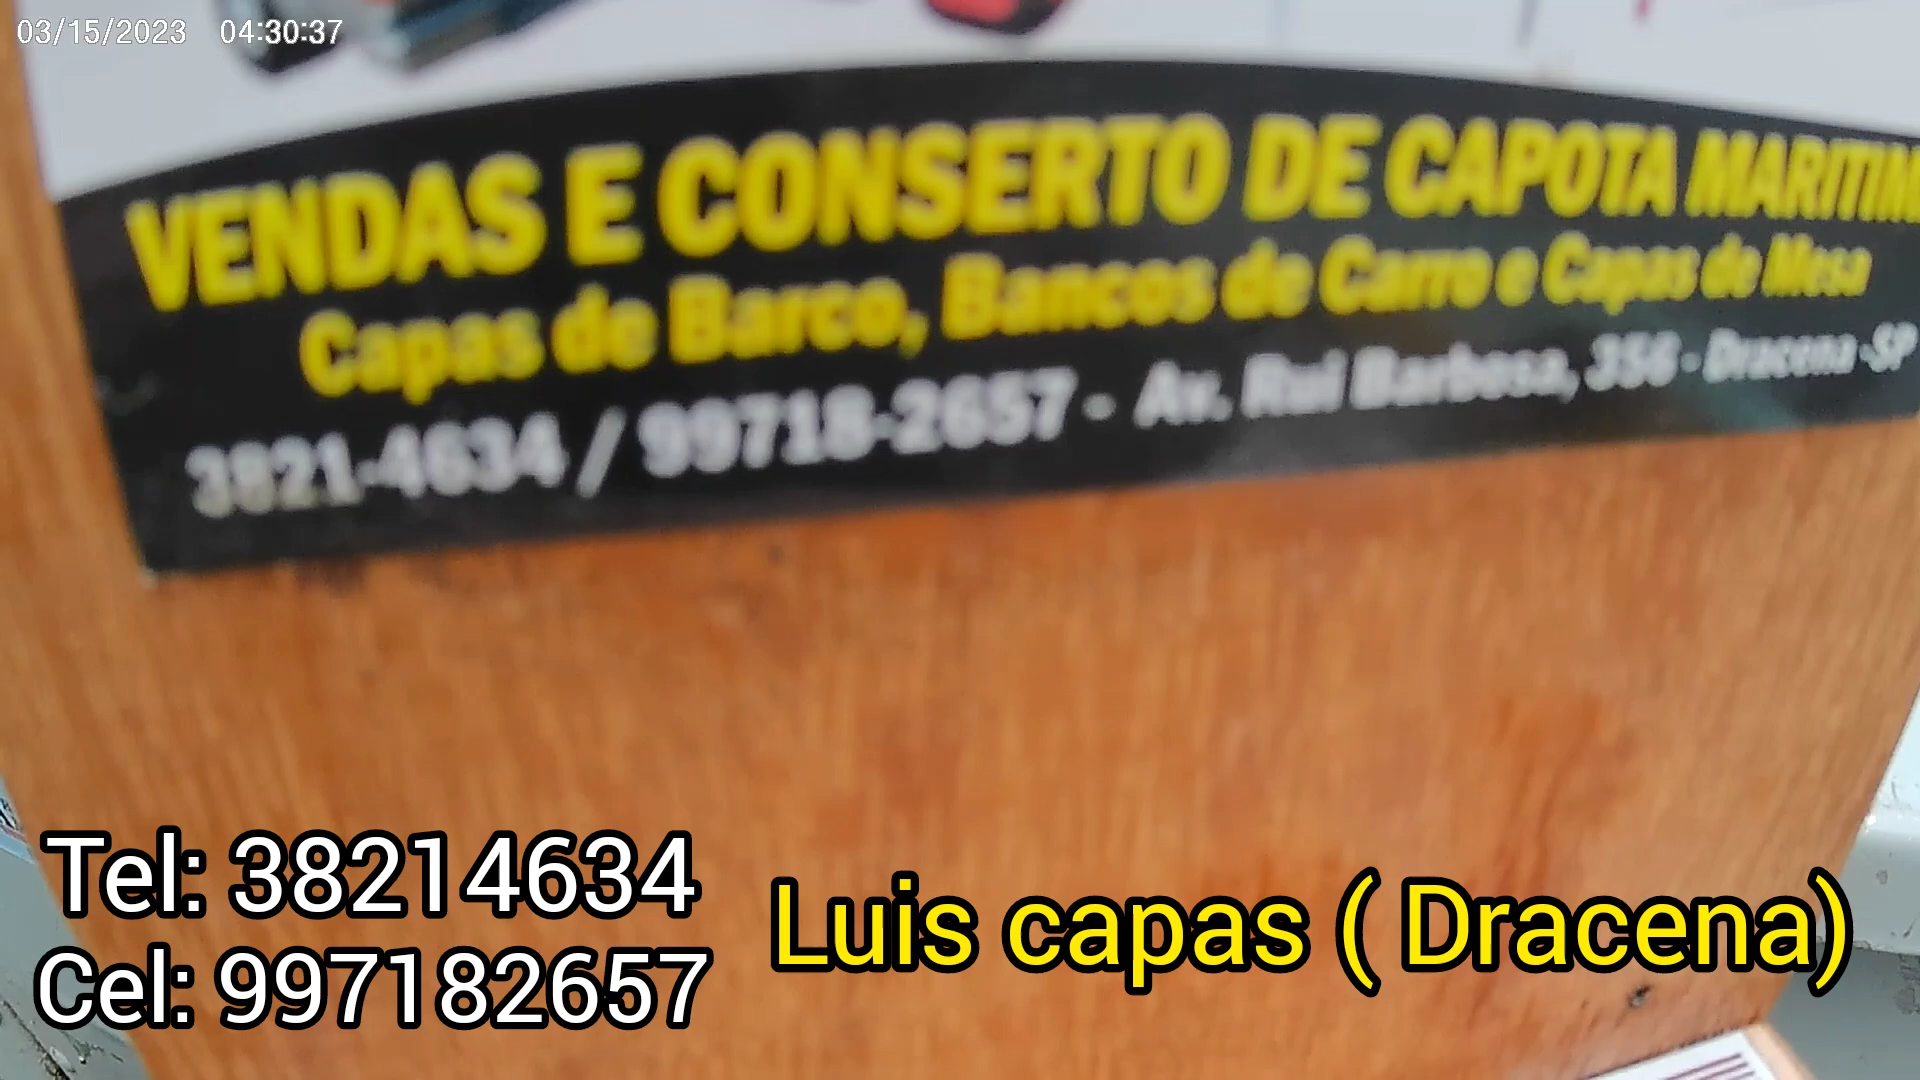 03/15/2023 04:30:37
VENDAS E CONSERTO DE CAPOTA MARITIM
Capas de Barco, Bancos de Carro e Capas de Mesa
3821-4634 / 99718-2657 - Av. Rui Barbosa, 356 - Dracena -SP
Tel: 38214634
Cel: 997182657
Luis capas ( Dracena)